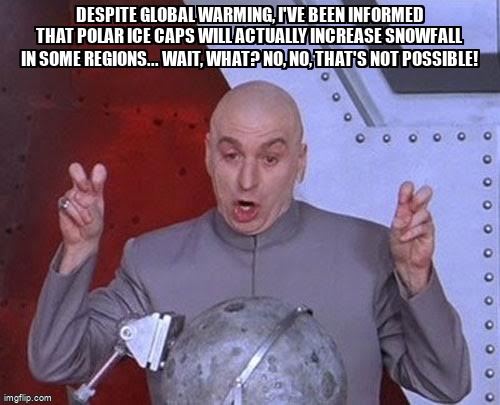 DESPITE GLOBAL WARMING, I'VE BEEN INFORMED
THAT POLAR ICE CAPS WILL ACTUALLY INCREASE SNOWFALL
IN SOME REGIONS... WAIT, WHAT? NO, NO, THAT'S NOT POSSIBLE!
imgflip.com